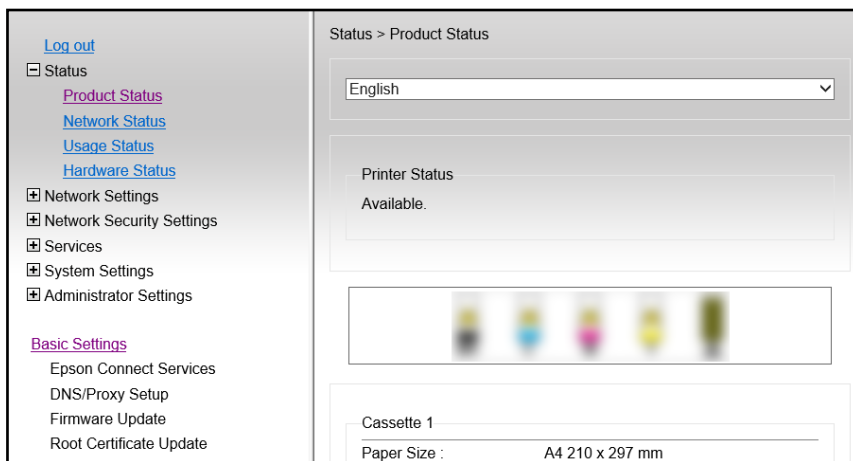 Log out
Status
Product Status
Network Status
Usage Status
Hardware Status
Network Settings
Network Security Settings
Services
System Settings
Administrator Settings
Basic Settings
Epson Connect Services
DNS/Proxy Setup
Firmware Update
Root Certificate Update
Status > Product Status
English
Printer Status
Available.
Cassette 1
Paper Size : A4 210 x 297 mm